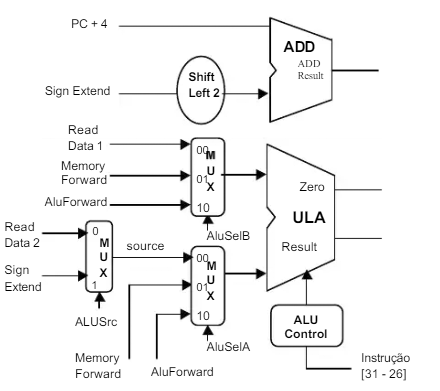 PC + 4
ADD
ADD
Result
Shift
Left 2
Sign Extend
Read
Data 1
00
M
U
X
01
10
Memory
Forward
AluForward
AluSelB
Zero
ULA
Result
Read
Data 2
0
M
U
X
1
source
Sign
Extend
ALUSrc
00
M
U
X
01
10
AluSelA
Memory
Forward
AluForward
ALU
Control
Instrução
[31 - 26]